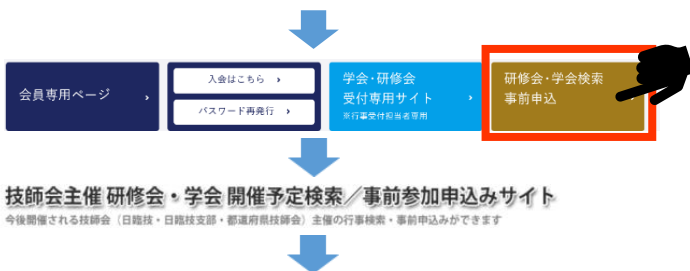 会員専用ページ ›
入会はこちら ›
パスワード再発行 ›
学会・研修会
受付専用サイト ›
※行事受付担当者専用
研修会・学会検索
事前申込
技師会主催 研修会・学会 開催予定検索／事前参加申込みサイト
今後開催される技師会（日臨技・日臨技支部・都道府県技師会）主催の行事検索・事前申込みができます